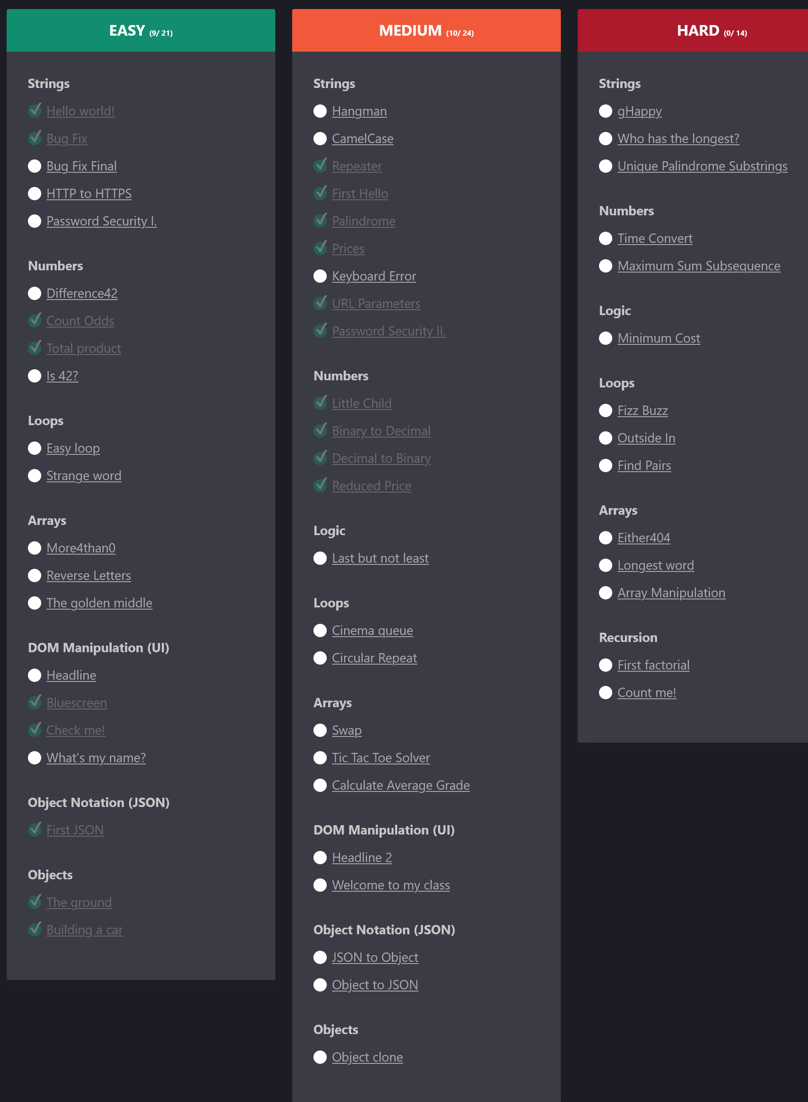 EASY (9/ 21)
Strings
Hello world!
Bug Fix
Bug Fix Final
HTTP to HTTPS
Password Security I.
Numbers
Difference42
Count Odds
Total product
Is 42?
Loops
Easy loop
Strange word
Arrays
More4than0
Reverse Letters
The golden middle
DOM Manipulation (UI)
Headline
Bluescreen
Check me!
What's my name?
Object Notation (JSON)
First JSON
Objects
The ground
Building a car
MEDIUM (10/ 24)
Strings
Hangman
CamelCase
Repeater
First Hello
Palindrome
Prices
Keyboard Error
URL Parameters
Password Security II.
Numbers
Little Child
Binary to Decimal
Decimal to Binary
Reduced Price
Logic
Last but not least
Loops
Cinema queue
Circular Repeat
Arrays
Swap
Tic Tac Toe Solver
Calculate Average Grade
DOM Manipulation (UI)
Headline 2
Welcome to my class
Object Notation (JSON)
JSON to Object
Object to JSON
Objects
Object clone
HARD (0/ 14)
Strings
gHappy
Who has the longest?
Unique Palindrome Substrings
Numbers
Time Convert
Maximum Sum Subsequence
Logic
Minimum Cost
Loops
Fizz Buzz
Outside In
Find Pairs
Arrays
Either404
Longest word
Array Manipulation
Recursion
First factorial
Count me!